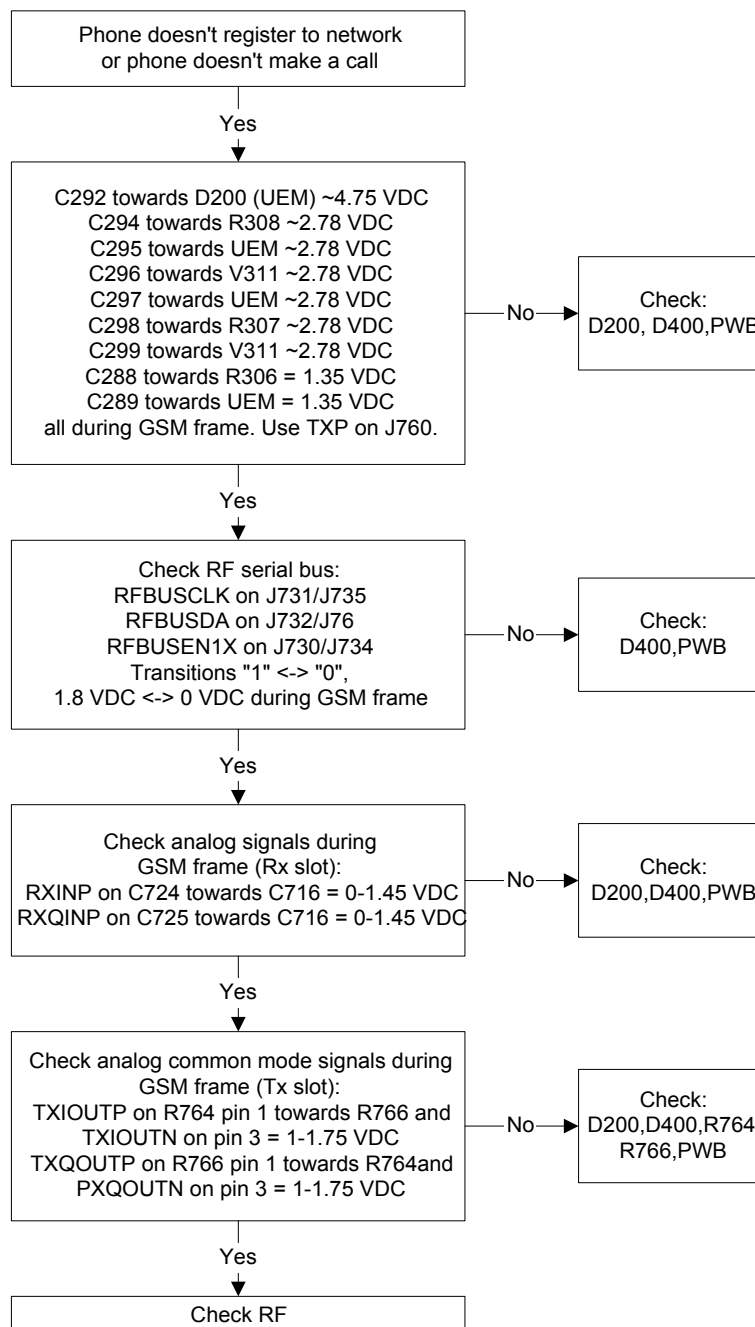 Phone doesn't register to network
or phone doesn't make a call
Yes
C292 towards D200 (UEM) ~4.75 VDC
C294 towards R308 ~2.78 VDC
C295 towards UEM ~2.78 VDC
C296 towards V311 ~2.78 VDC
C297 towards UEM ~2.78 VDC
C298 towards R307 ~2.78 VDC
C299 towards V311 ~2.78 VDC
C288 towards R306 = 1.35 VDC
C289 towards UEM = 1.35 VDC
all during GSM frame. Use TXP on J760.
No
Check:
D200, D400,PWB
Yes
Check RF serial bus:
RFBUSCLK on J731/J735
RFBUSDA on J732/J76
RFBUSEN1X on J730/J734
Transitions "1" <-> "0",
1.8 VDC <-> 0 VDC during GSM frame
No
Check:
D400,PWB
Yes
Check analog signals during
GSM frame (Rx slot):
RXINP on C724 towards C716 = 0-1.45 VDC
RXQINP on C725 towards C716 = 0-1.45 VDC
No
Check:
D200,D400,PWB
Yes
Check analog common mode signals during
GSM frame (Tx slot):
TXIOUTP on R764 pin 1 towards R766 and
TXIOUTN on pin 3 = 1-1.75 VDC
TXQOUTP on R766 pin 1 towards R764and
PXQOUTN on pin 3 = 1-1.75 VDC
No
Check:
D200,D400,R764
R766,PWB
Yes
Check RF